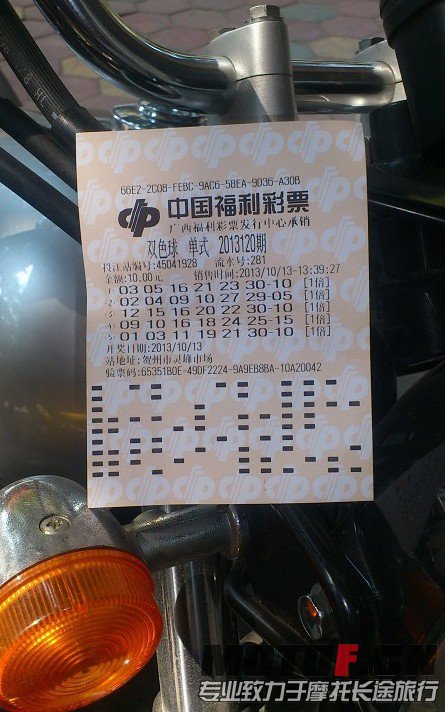 66E2-2C0B-FEBC-9AC6-5BEA-9D36-A30B
中国福利彩票
广西福利彩票发行中心承销
双色球 单式 2013120期
投注站编号:45041928 流水号:281
金额:10.00元 销售时间:2013/10/13-13:39:27
① 03 05 16 21 23 30-10 [1倍]
② 02 04 09 10 27 29-05 [1倍]
③ 12 15 16 20 22 30-10 [1倍]
④ 09 10 16 18 24 25-15 [1倍]
⑤ 01 03 11 19 21 30-10 [1倍]
开奖日期:2013/10/13
站地址:贺州市灵峰市场
验票码:65351B0E-49DF2224-9A9EB8BA-10A20042
专业致力于摩托长途旅行